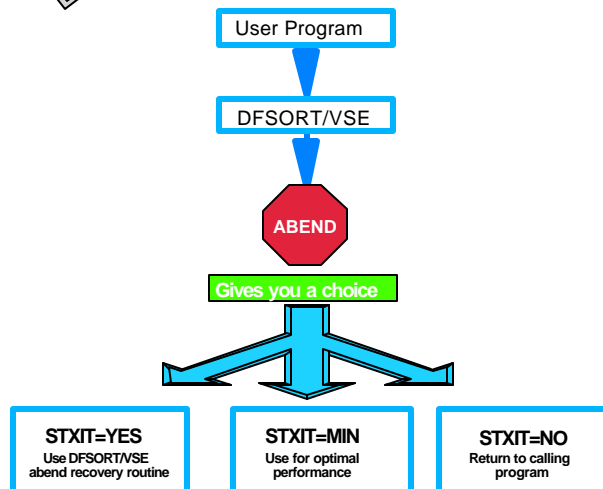 User Program
DFSORT/VSE
ABEND
Gives you a choice
STXIT=YES
Use DFSORT/VSE
abend recovery routine
STXIT=MIN
Use for optimal
performance
STXIT=NO
Return to calling
program